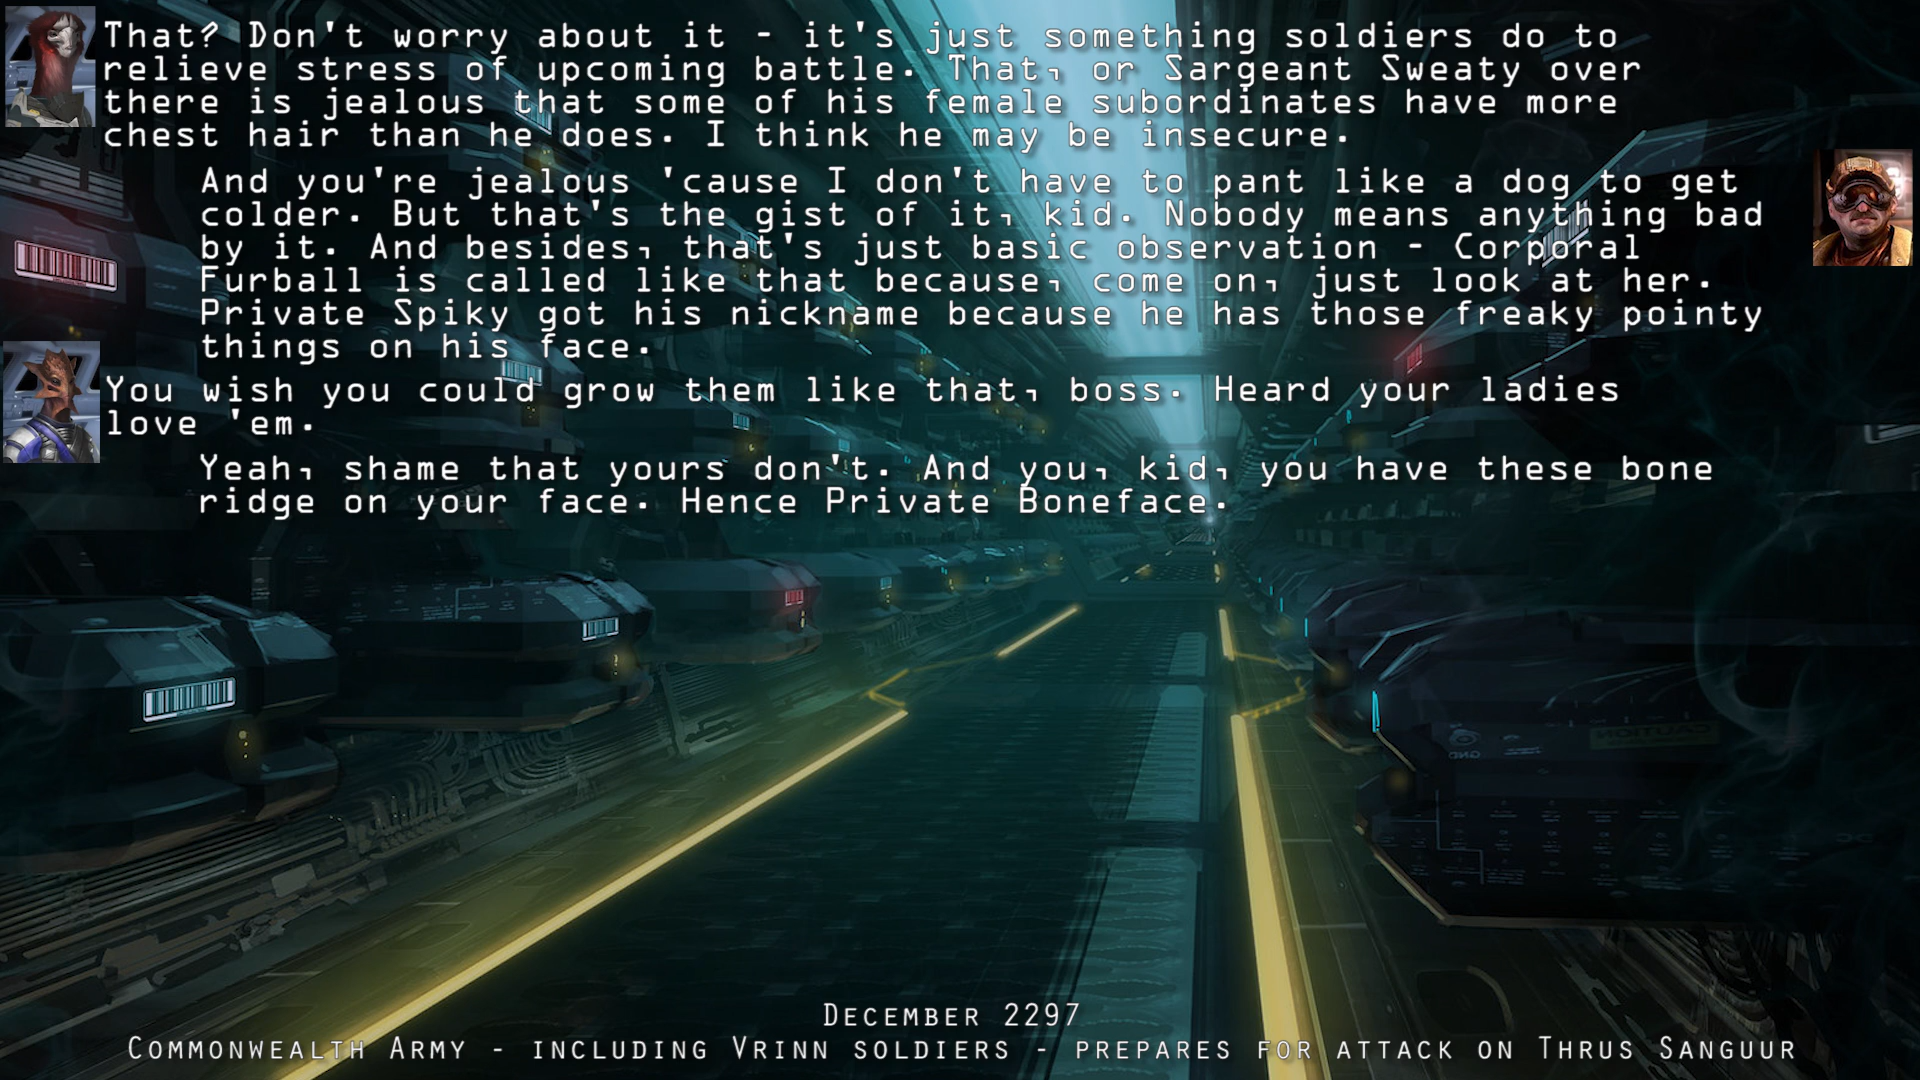 That? Don't worry about it - it's just something soldiers do to
relieve stress of upcoming battle. That, or Sargeant Sweaty over
there is jealous that some of his female subordinates have more
chest hair than he does. I think he may be insecure.
And you're jealous 'cause I don't have to pant like a dog to get
colder. But that's the gist of it, kid. Nobody means anything bad
by it. And besides, that's just basic observation - Corporal
Furball is called like that because, come on, just look at her.
Private Spiky got his nickname because he has those freaky pointy
things on his face.
You wish you could grow them like that, boss. Heard your ladies
love 'em.
Yeah, shame that yours don't. And you, kid, you have these bone
ridge on your face. Hence Private Boneface.
December 2297
Commonwealth Army - including Vrinn soldiers - prepares for attack on Thrus Sanguur